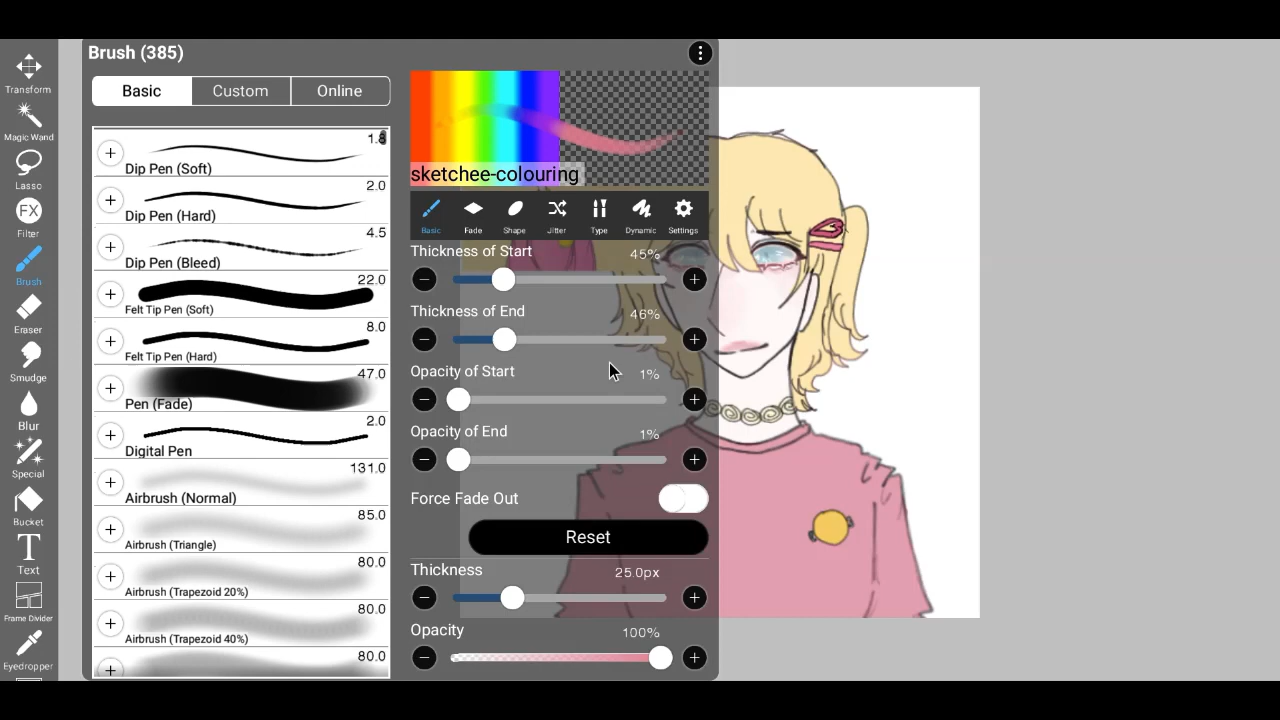 Brush (385)
Basic
Custom
Online
Transform
Magic Wand
Lasso
FX
Filter
Brush
Eraser
Smudge
Blur
Special
Bucket
T
Text
Frame Divider
Eyedropper
1.8
Dip Pen (Soft)
2.0
Dip Pen (Hard)
4.5
Dip Pen (Bleed)
22.0
Felt Tip Pen (Soft)
8.0
Felt Tip Pen (Hard)
47.0
Pen (Fade)
2.0
Digital Pen
131.0
Airbrush (Normal)
85.0
Airbrush (Triangle)
80.0
Airbrush (Trapezoid 20%)
80.0
Airbrush (Trapezoid 40%)
80.0
sketchee-colouring
Basic
Fade
Shape
Jitter
Type
Dynamic
Settings
Thickness of Start 45%
Thickness of End 46%
Opacity of Start 1%
Opacity of End 1%
Force Fade Out
Reset
Thickness 25.0px
Opacity 100%